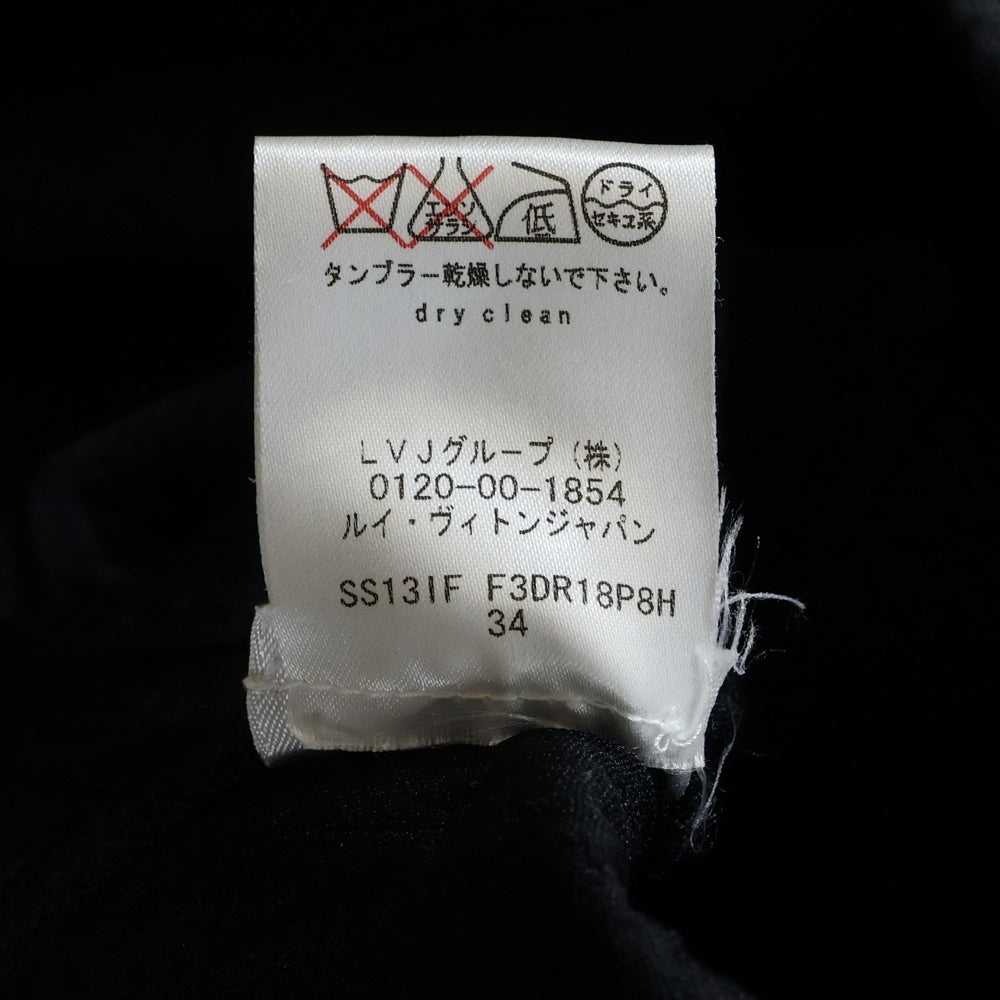 エンソ
サラシ
低
ドライ
セキユ系
タンブラー乾燥しないで下さい。
dry clean
LVJグループ（株）
0120-00-1854
ルイ・ヴィトンジャパン
SS13IF F3DR18P8H
34